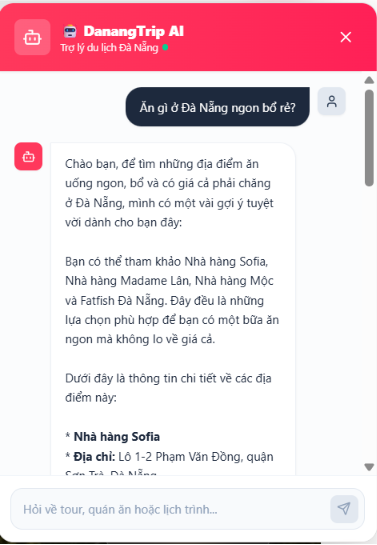 DanangTrip AI
Trợ lý du lịch Đà Nẵng
Ăn gì ở Đà Nẵng ngon bổ rẻ?
Chào bạn, để tìm những địa điểm ăn
uống ngon, bổ và có giá cả phải chăng
ở Đà Nẵng, mình có một vài gợi ý tuyệt
vời dành cho bạn đây:
Bạn có thể tham khảo Nhà hàng Sofia,
Nhà hàng Madame Lân, Nhà hàng Mộc
và Fatfish Đà Nẵng. Đây đều là những
lựa chọn phù hợp để bạn có một bữa ăn
ngon mà không lo về giá cả.
Dưới đây là thông tin chi tiết về các địa
điểm này:
* Nhà hàng Sofia
* Địa chỉ: Lô 1-2 Phạm Văn Đồng, quận
Sơn Trà, Đà Nẵng
Hỏi về tour, quán ăn hoặc lịch trình...